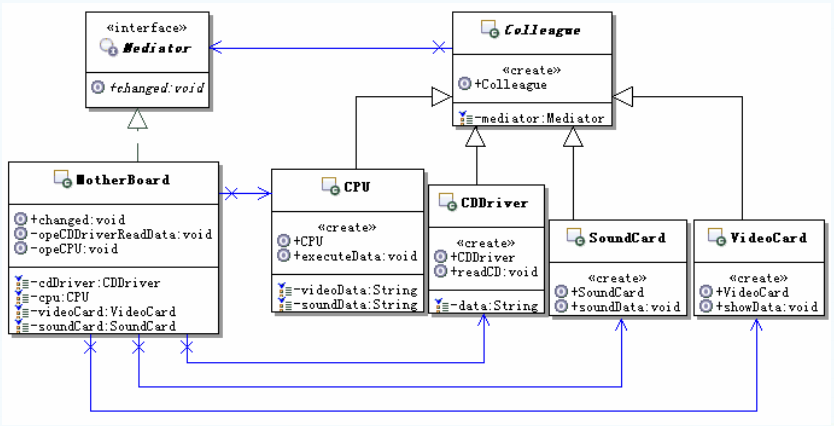 «interface»
Mediator
+changed:void
Colleague
«create»
+Colleague
-mediator:Mediator
MotherBoard
+changed:void
-opeCDDriverReadData:void
-opeCPU:void
-cdDriver:CDDriver
-cpu:CPU
-videoCard:VideoCard
-soundCard:SoundCard
CPU
«create»
+CPU
+executeData:void
-videoData:String
-soundData:String
CDDriver
«create»
+CDDriver
+readCD:void
-data:String
SoundCard
«create»
+SoundCard
+soundData:void
VideoCard
«create»
+VideoCard
+showData:void